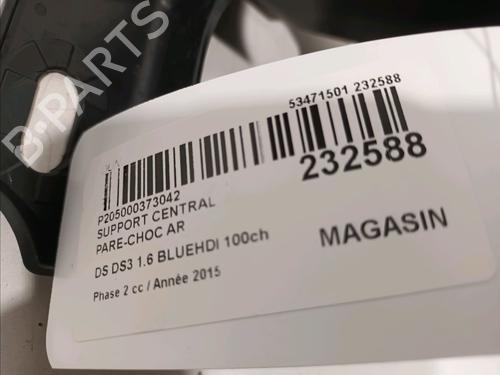 B-PARTS
53471501 232588
232588
P205000373042
SUPPORT CENTRAL
PARE-CHOC AR
DS DS3 1.6 BLUEHDI 100ch
MAGASIN
Phase 2 cc / Année 2015